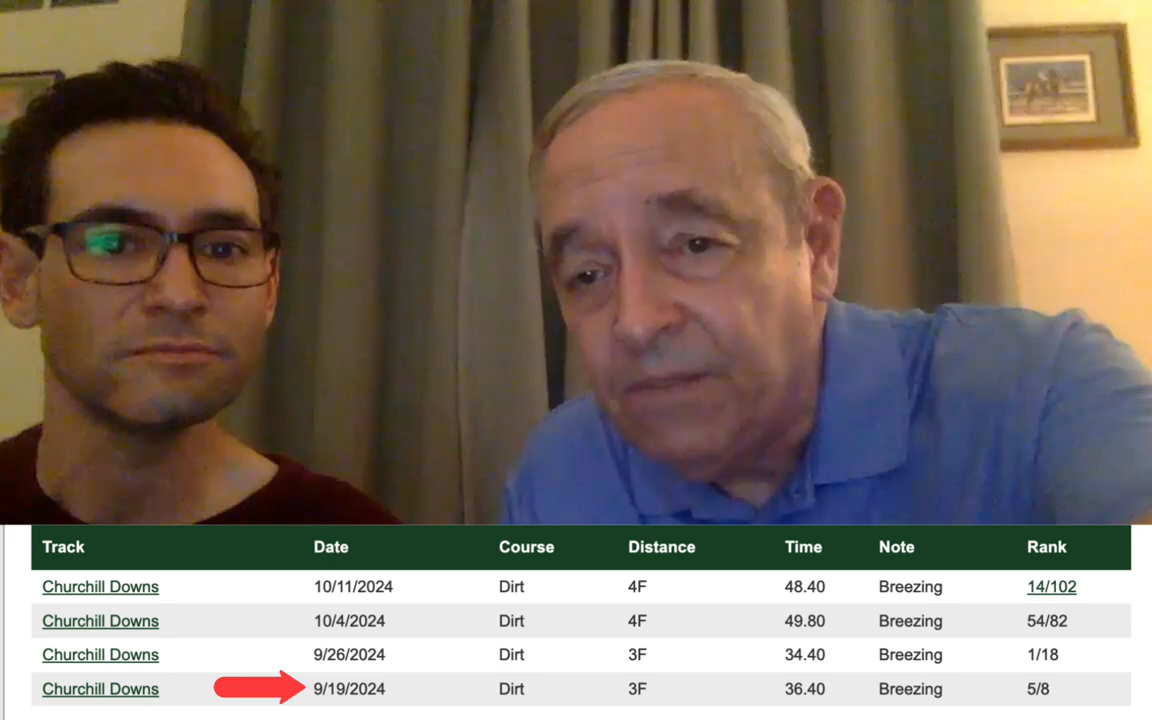 Track Date Course Distance Time Note Rank
Churchill Downs 10/11/2024 Dirt 4F 48.40 Breezing 14/102
Churchill Downs 10/4/2024 Dirt 4F 49.80 Breezing 54/82
Churchill Downs 9/26/2024 Dirt 3F 34.40 Breezing 1/18
Churchill Downs 9/19/2024 Dirt 3F 36.40 Breezing 5/8